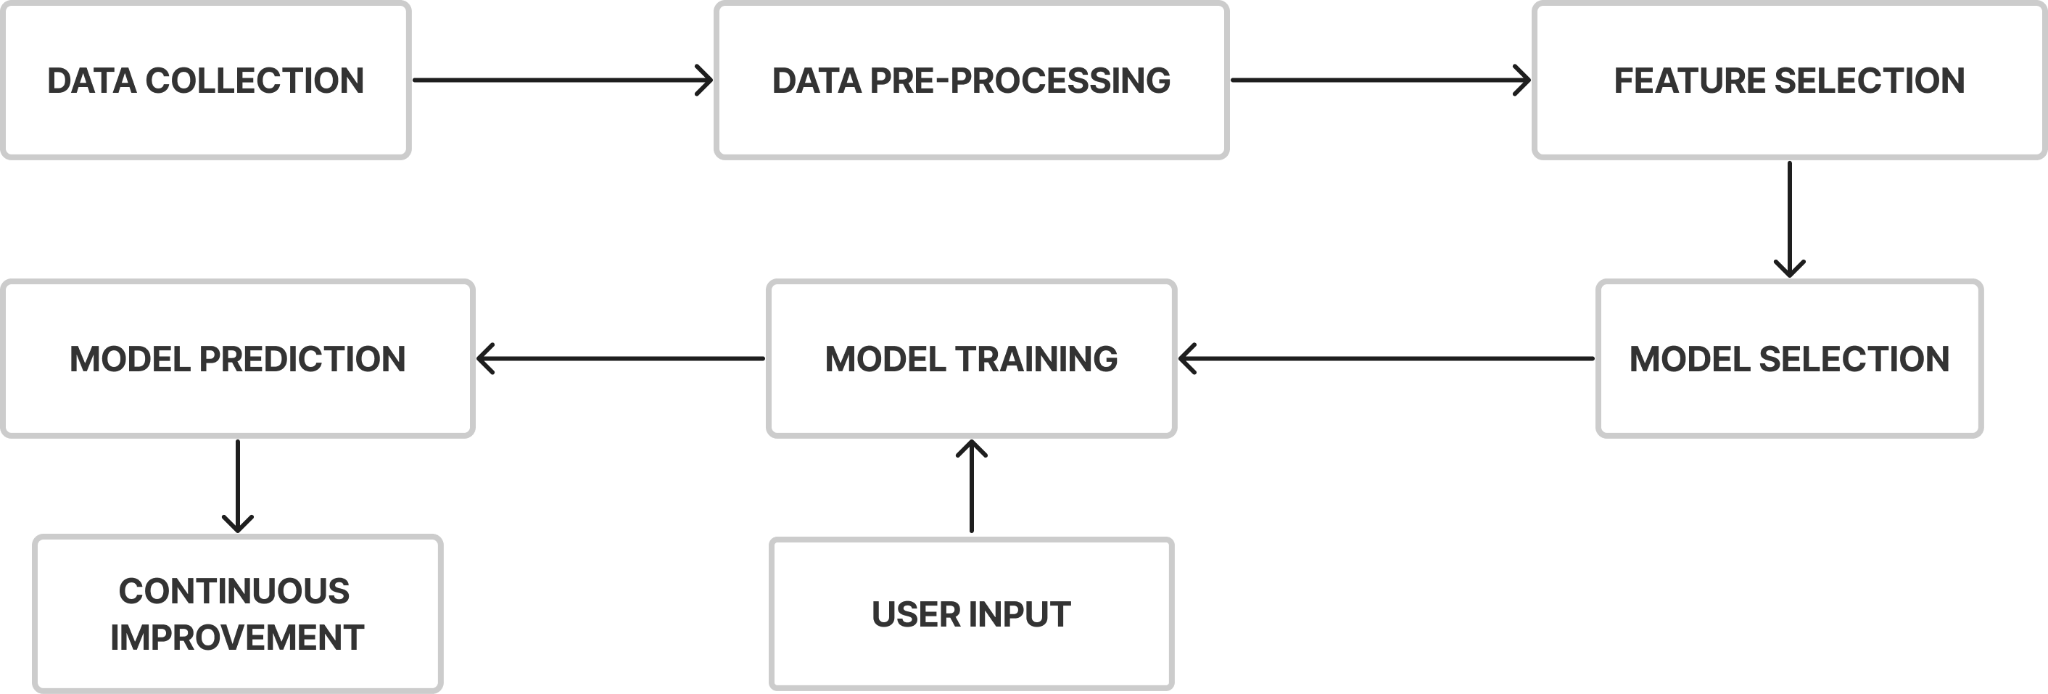 DATA COLLECTION
DATA PRE-PROCESSING
FEATURE SELECTION
MODEL PREDICTION
MODEL TRAINING
MODEL SELECTION
CONTINUOUS
IMPROVEMENT
USER INPUT